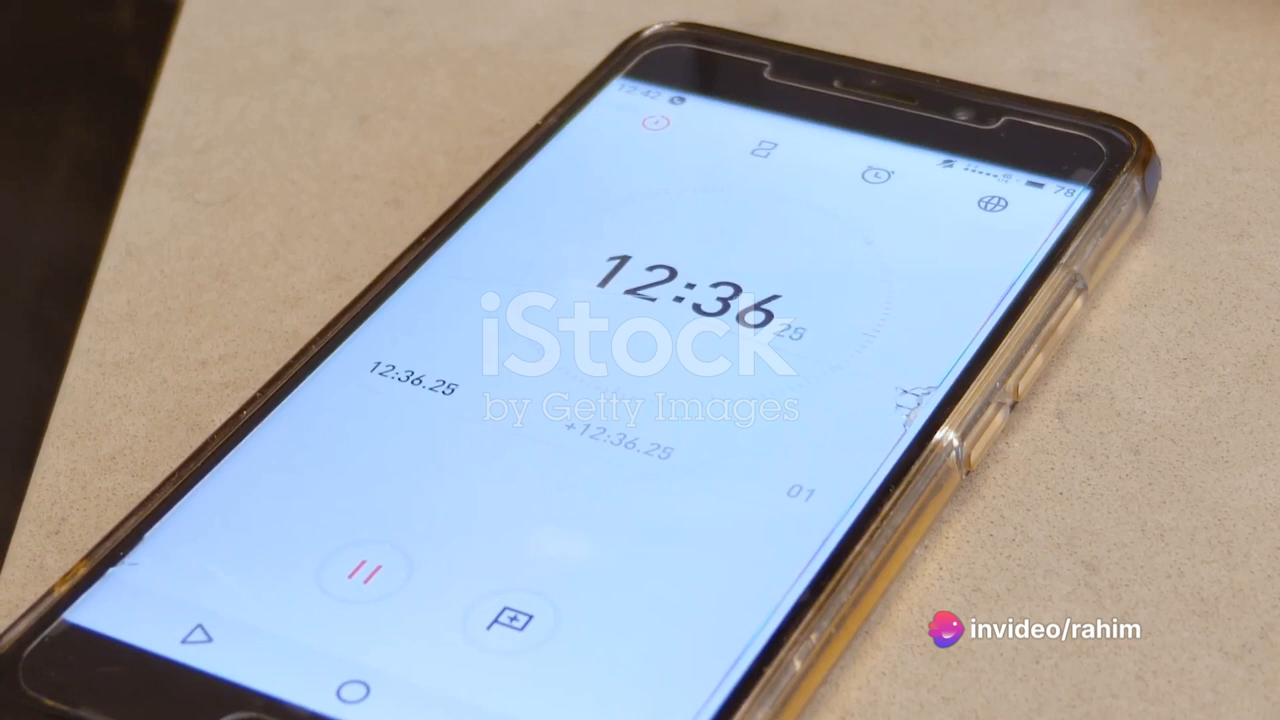 12:42
78
12:36 25
iStock
by Getty Images
12:36.25
+12:36.25
01
invideo/rahim